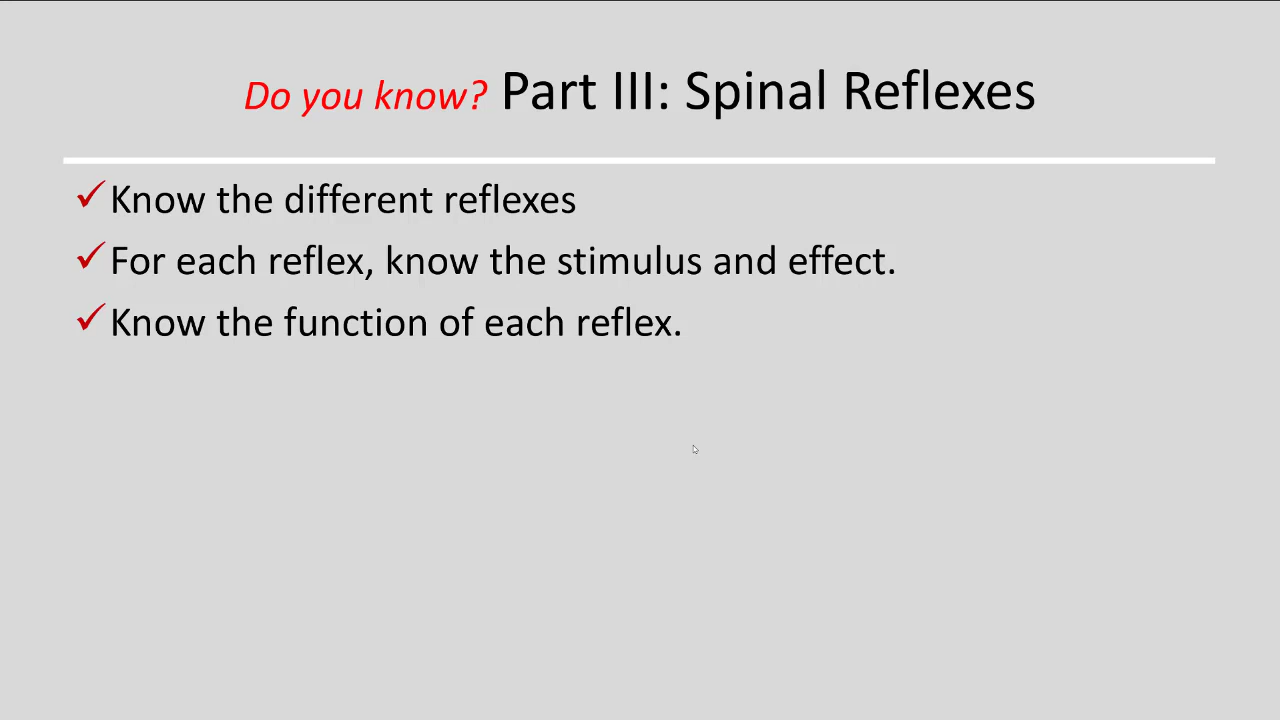 Do you know? Part III: Spinal Reflexes
✓Know the different reflexes
✓For each reflex, know the stimulus and effect.
✓Know the function of each reflex.